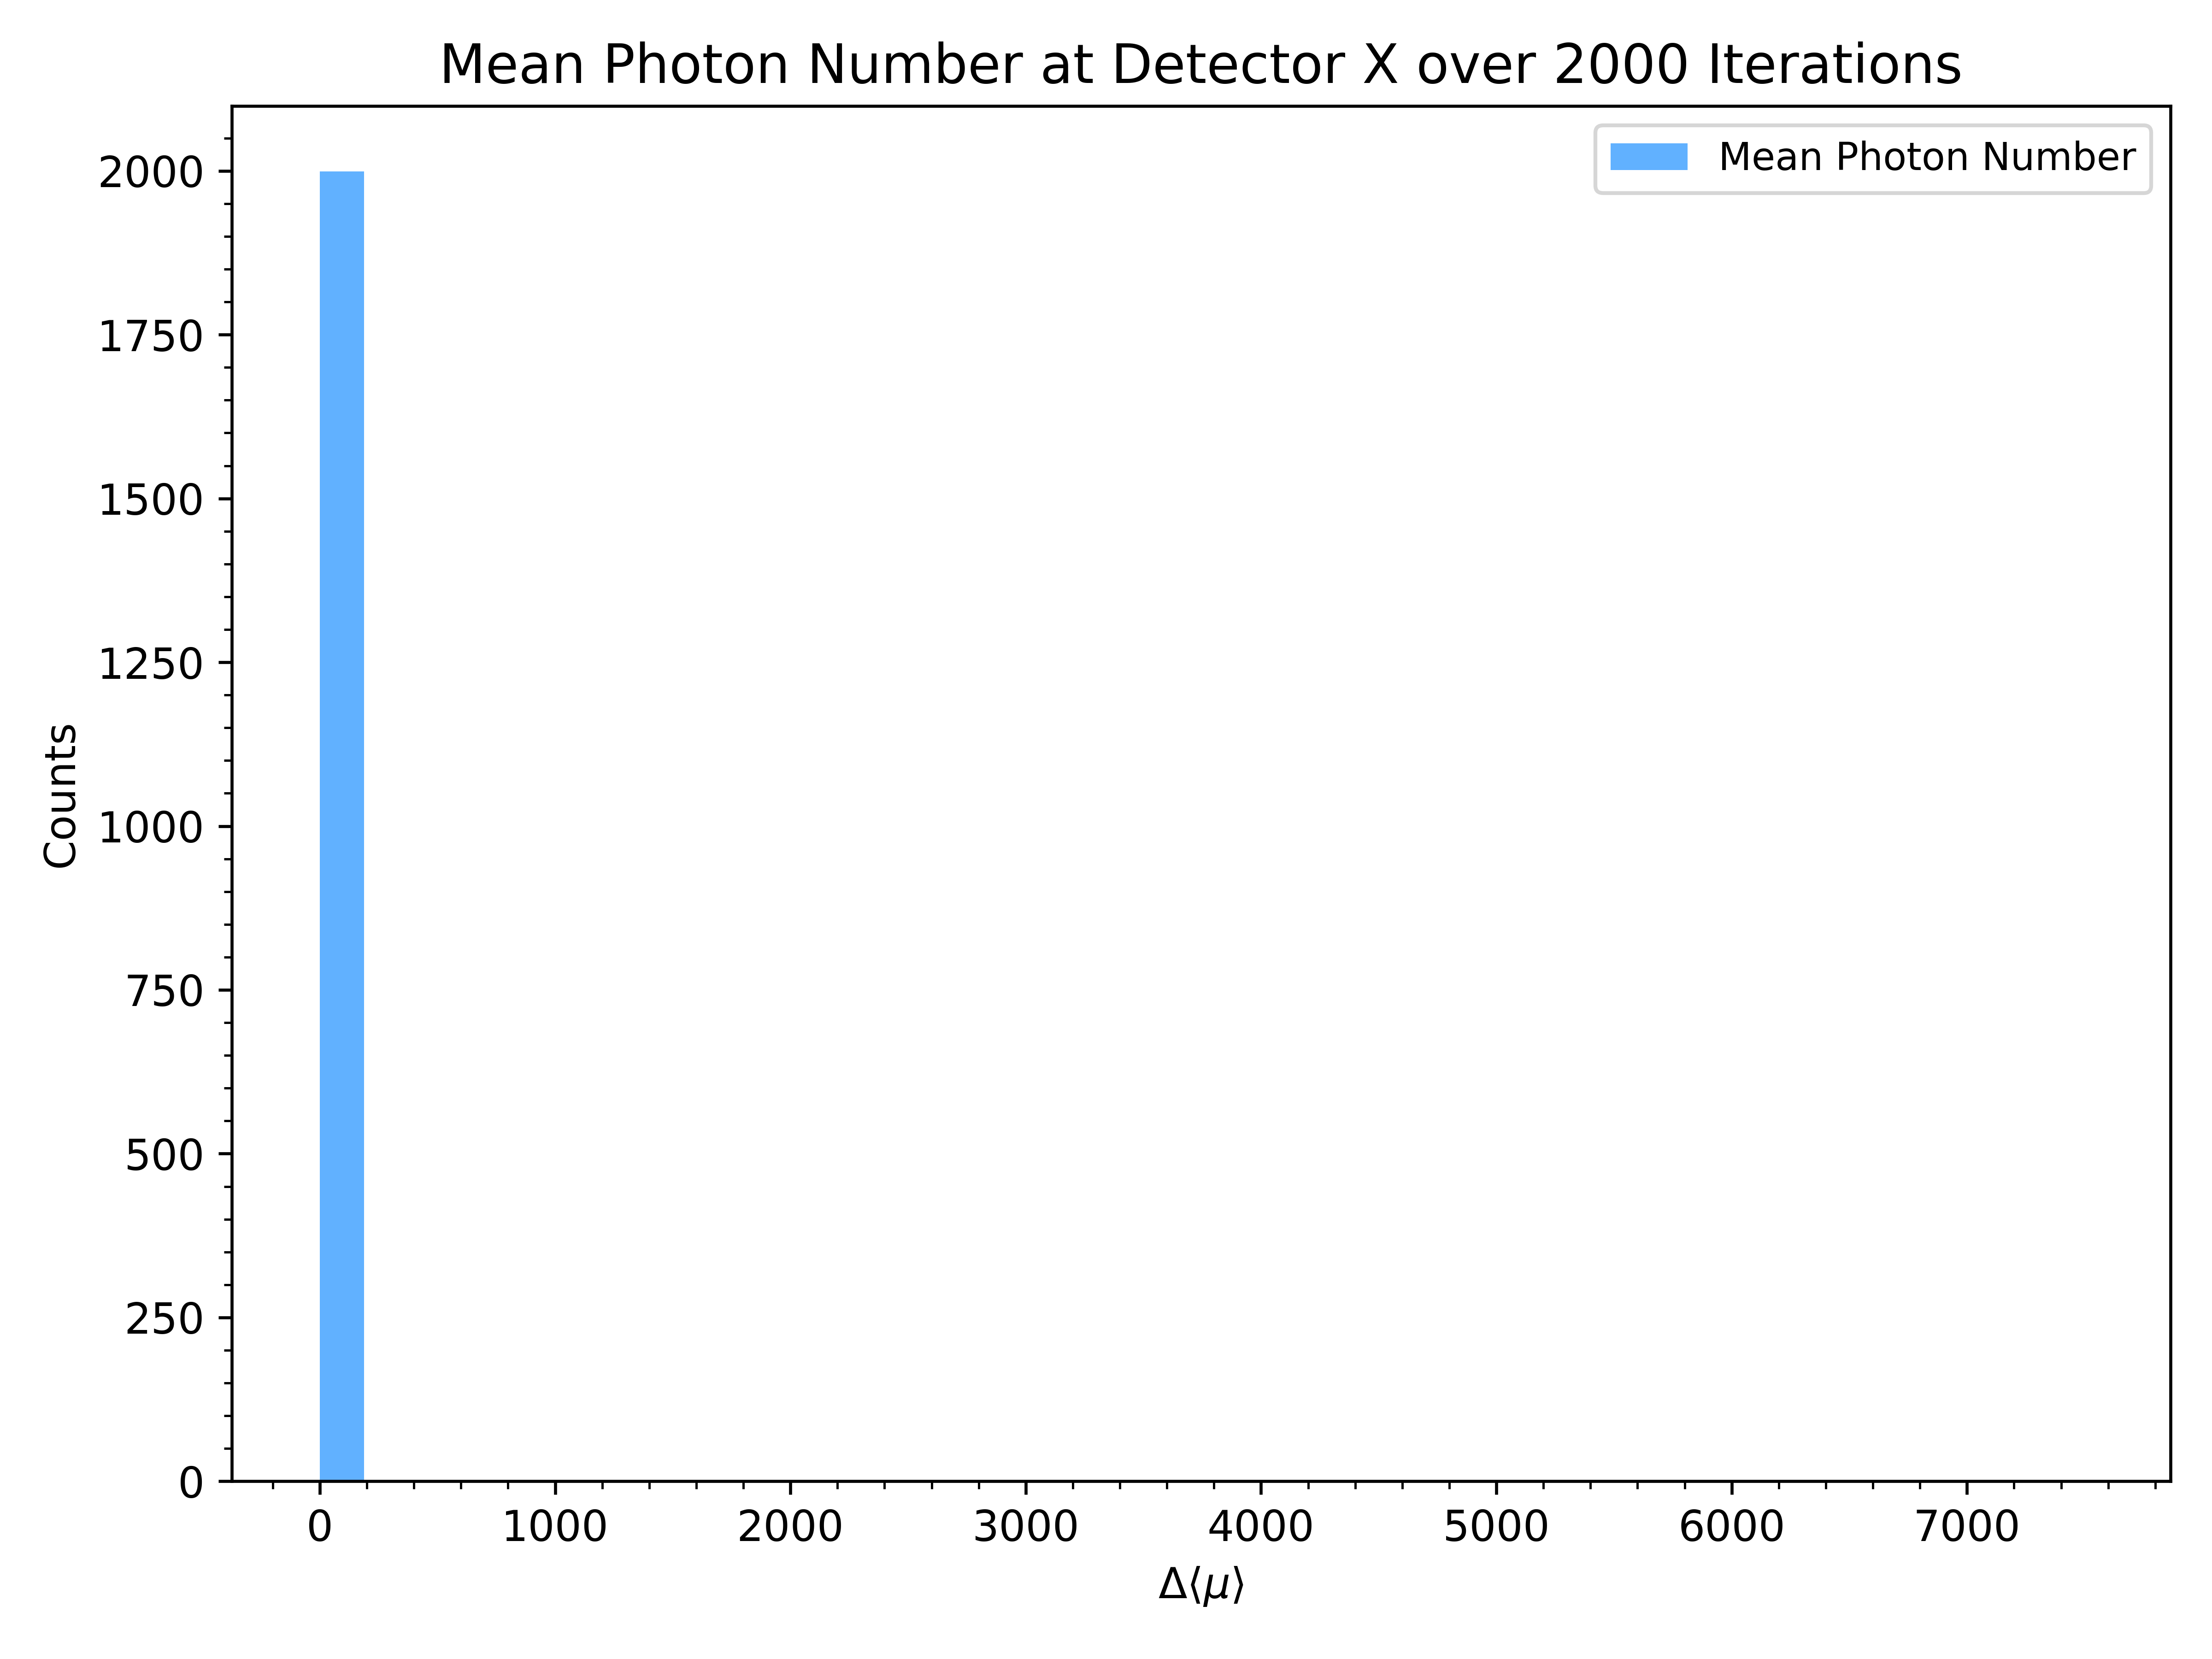 Mean Photon Number at Detector X over 2000 Iterations
Mean Photon Number
2000
1750
1500
1250
1000
750
500
250
0
Counts
0 1000 2000 3000 4000 5000 6000 7000
Δ⟨μ⟩